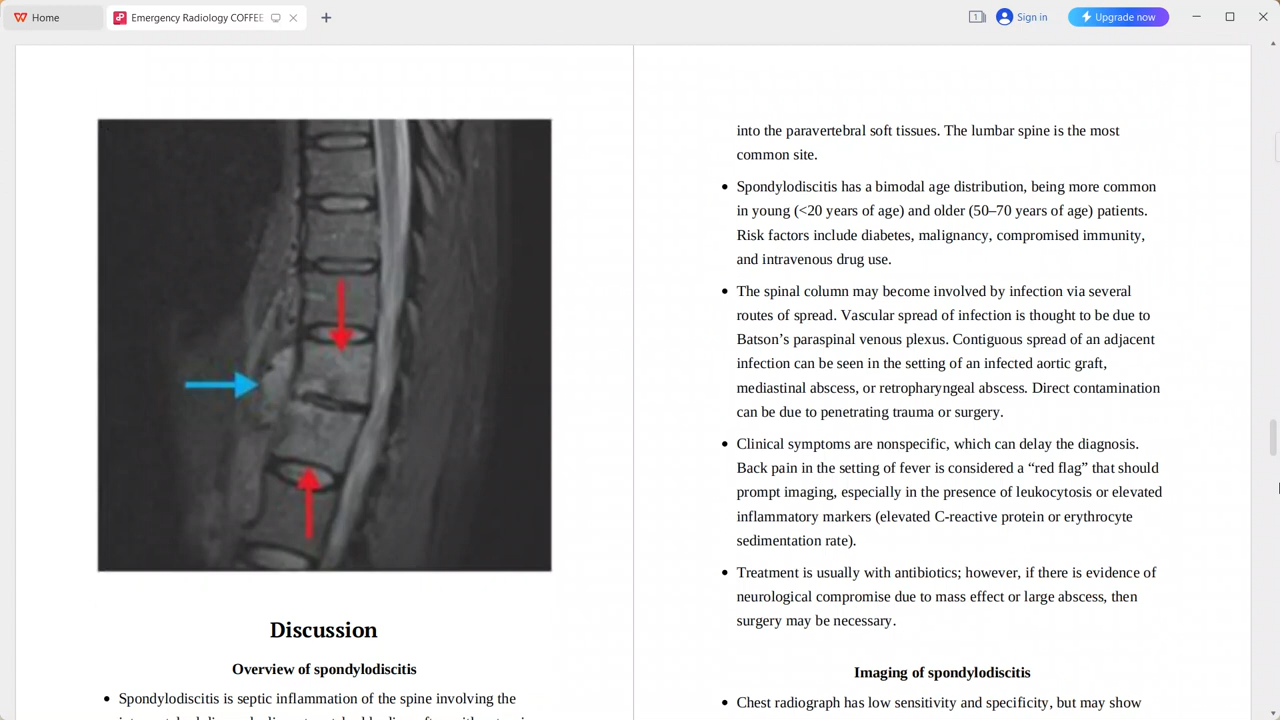 Home
Emergency Radiology COFFEE
1
Sign in
Upgrade now
Discussion
Overview of spondylodiscitis
• Spondylodiscitis is septic inflammation of the spine involving the
into the paravertebral soft tissues. The lumbar spine is the most
common site.
• Spondylodiscitis has a bimodal age distribution, being more common
in young (<20 years of age) and older (50–70 years of age) patients.
Risk factors include diabetes, malignancy, compromised immunity,
and intravenous drug use.
• The spinal column may become involved by infection via several
routes of spread. Vascular spread of infection is thought to be due to
Batson’s paraspinal venous plexus. Contiguous spread of an adjacent
infection can be seen in the setting of an infected aortic graft,
mediastinal abscess, or retropharyngeal abscess. Direct contamination
can be due to penetrating trauma or surgery.
• Clinical symptoms are nonspecific, which can delay the diagnosis.
Back pain in the setting of fever is considered a “red flag” that should
prompt imaging, especially in the presence of leukocytosis or elevated
inflammatory markers (elevated C-reactive protein or erythrocyte
sedimentation rate).
• Treatment is usually with antibiotics; however, if there is evidence of
neurological compromise due to mass effect or large abscess, then
surgery may be necessary.
Imaging of spondylodiscitis
• Chest radiograph has low sensitivity and specificity, but may show